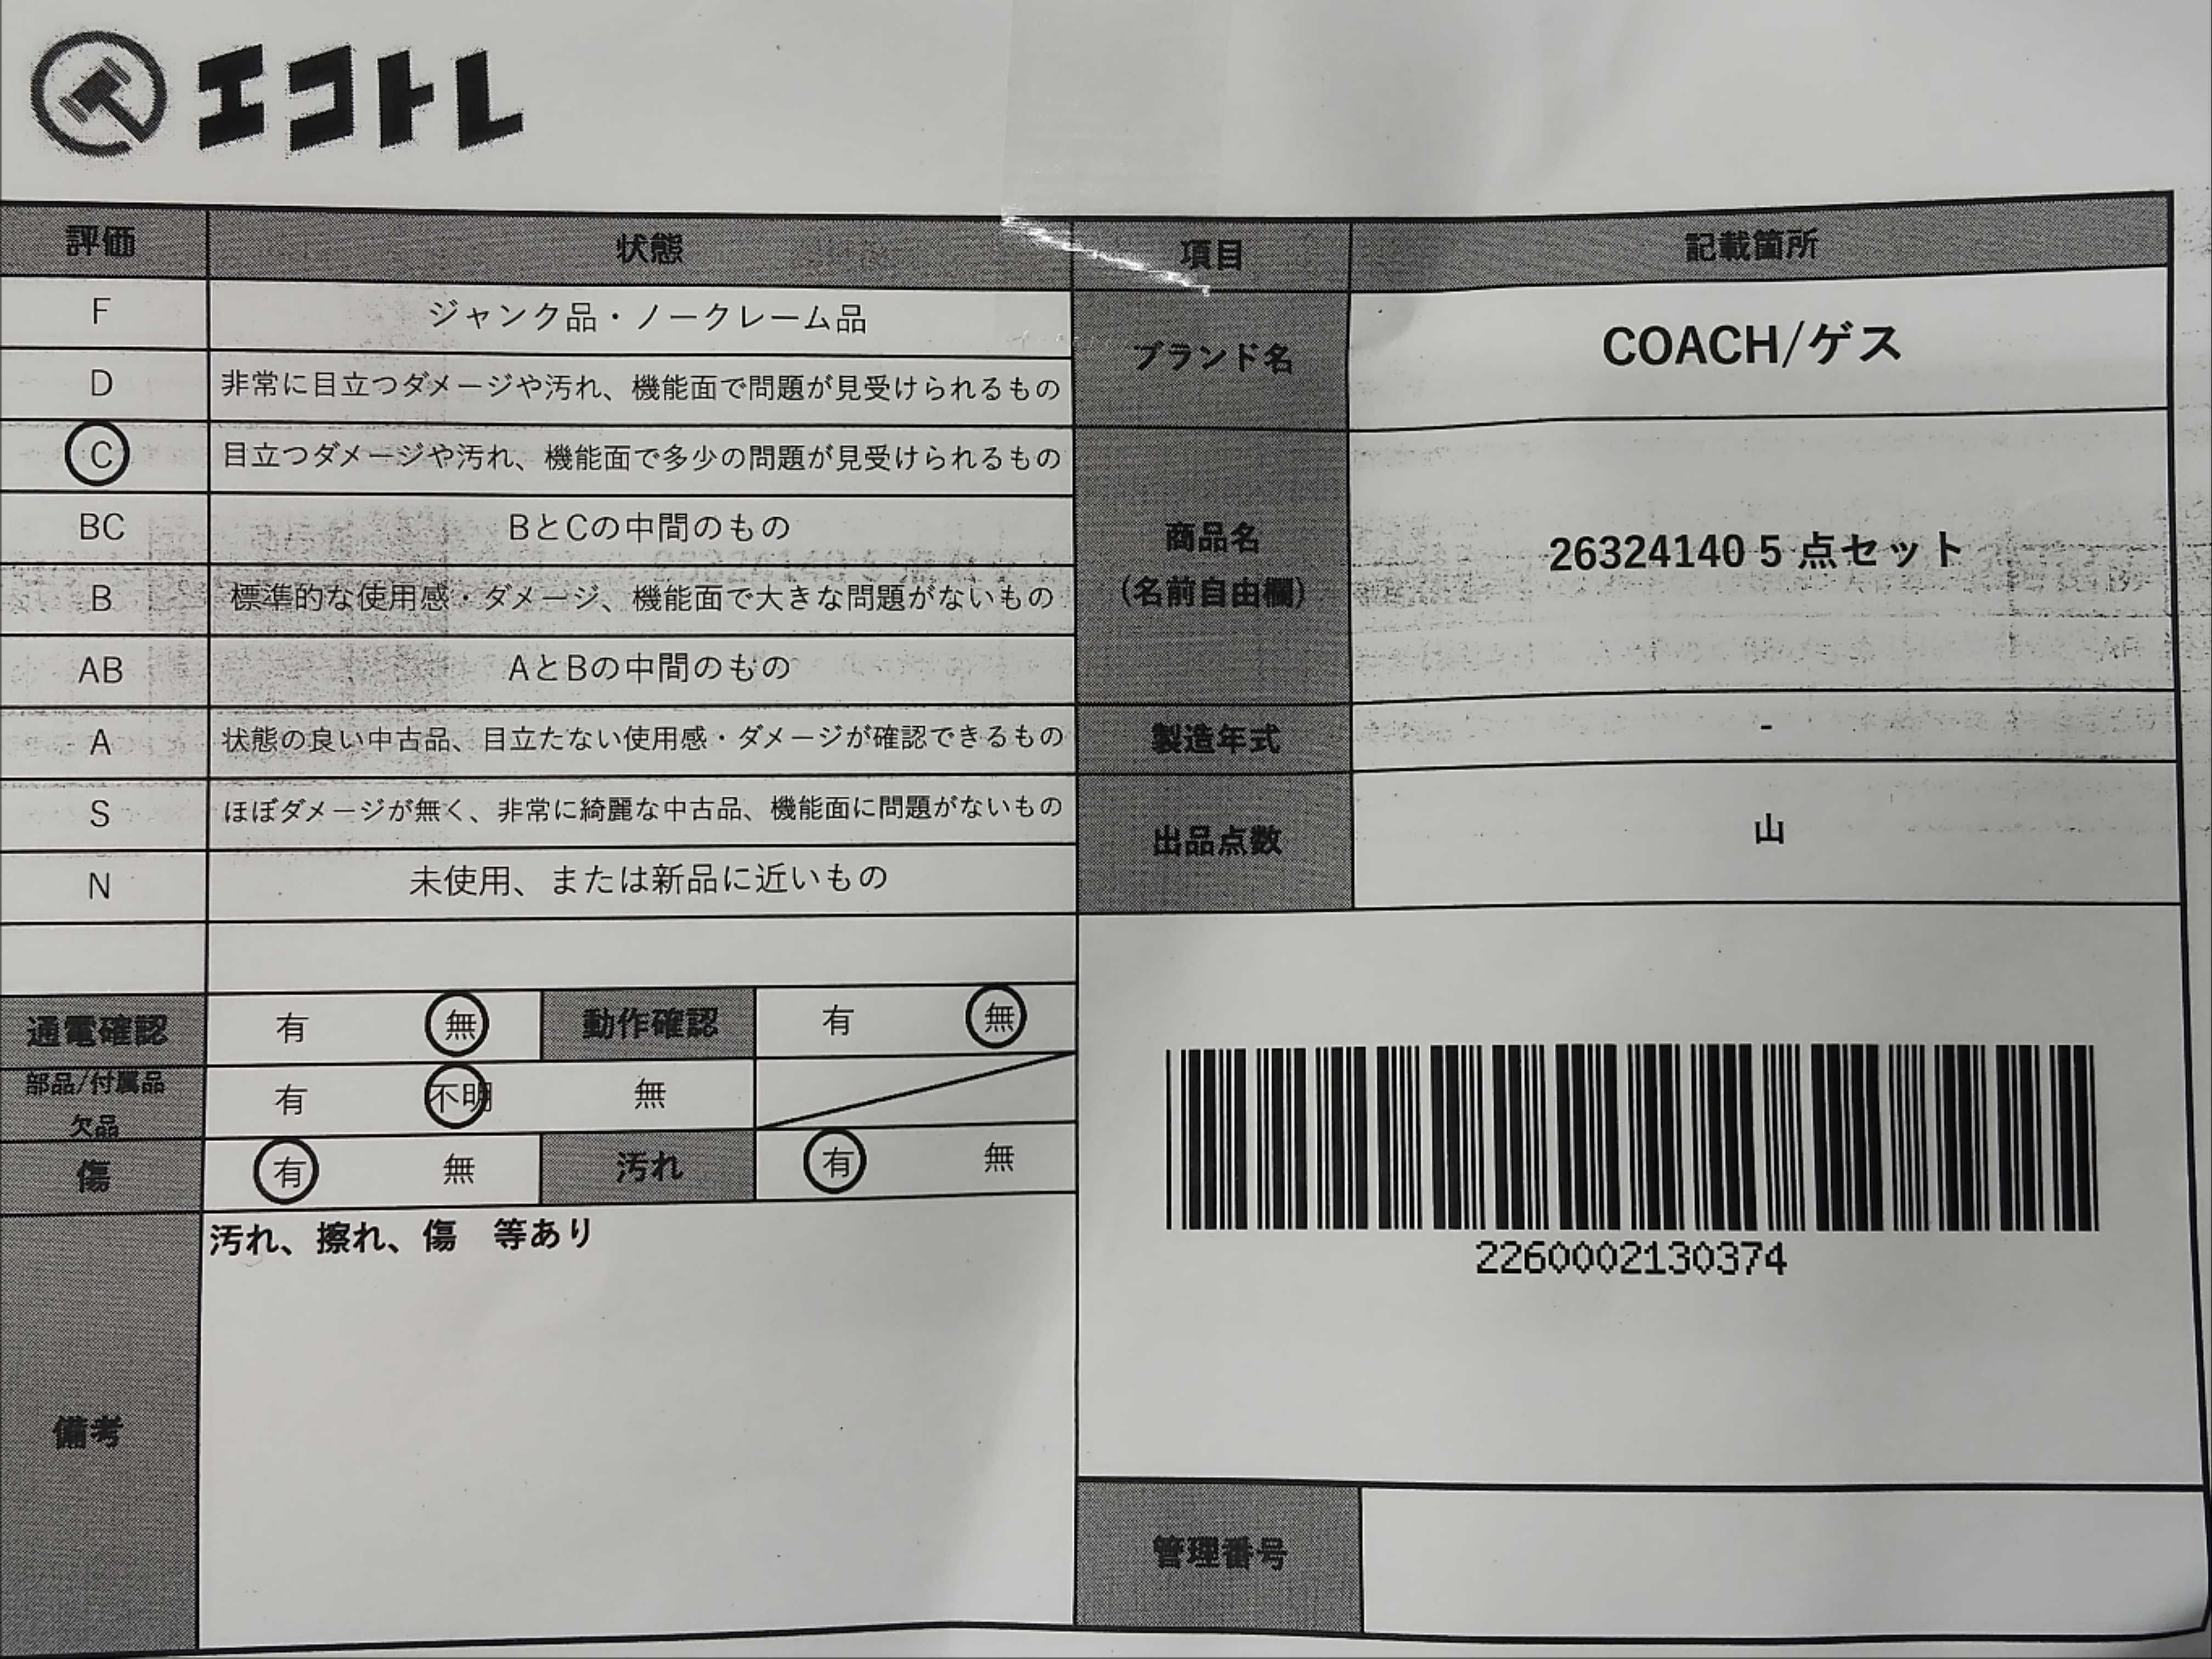 エコトレ
評価 状態
F ジャンク品・ノークレーム品
D 非常に目立つダメージや汚れ、機能面で問題が見受けられるもの
C 目立つダメージや汚れ、機能面で多少の問題が見受けられるもの
BC BとCの中間のもの
B 標準的な使用感・ダメージ、機能面で大きな問題がないもの
AB AとBの中間のもの
A 状態の良い中古品、目立たない使用感・ダメージが確認できるもの
S ほぼダメージが無く、非常に綺麗な中古品、機能面に問題がないもの
N 未使用、または新品に近いもの
通電確認 有 無 動作確認 有 無
部品/付属品
欠品 有 不明 無
傷 有 無 汚れ 有 無
備考 汚れ、擦れ、傷 等あり
項目 記載箇所
ブランド名 COACH/ゲス
商品名
(名前自由欄) 26324140 5 点セット
製造年式 -
出品点数 山
2260002130374
管理番号